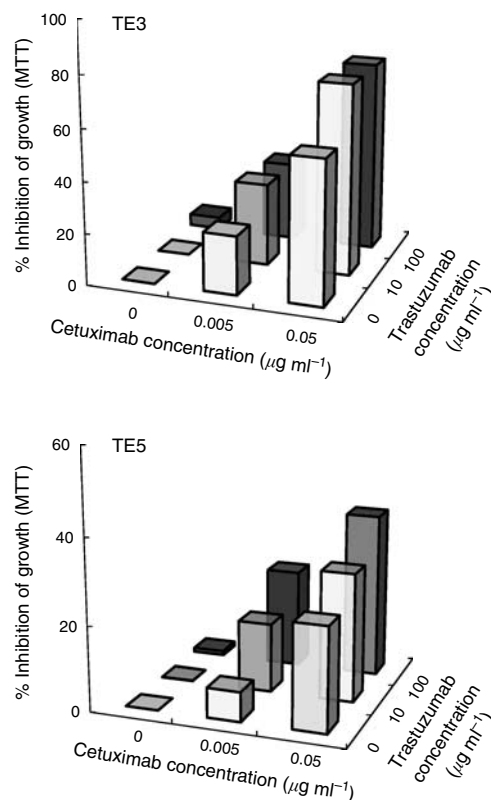 TE3
% Inhibition of growth (MTT)
100
80
60
40
20
0
0
0.005
0.05
Cetuximab concentration (μg ml⁻¹)
0
10
100
Trastuzumab
concentration
(μg ml⁻¹)
TE5
% Inhibition of growth (MTT)
60
40
20
0
0
0.005
0.05
Cetuximab concentration (μg ml⁻¹)
0
10
100
Trastuzumab
concentration
(μg ml⁻¹)